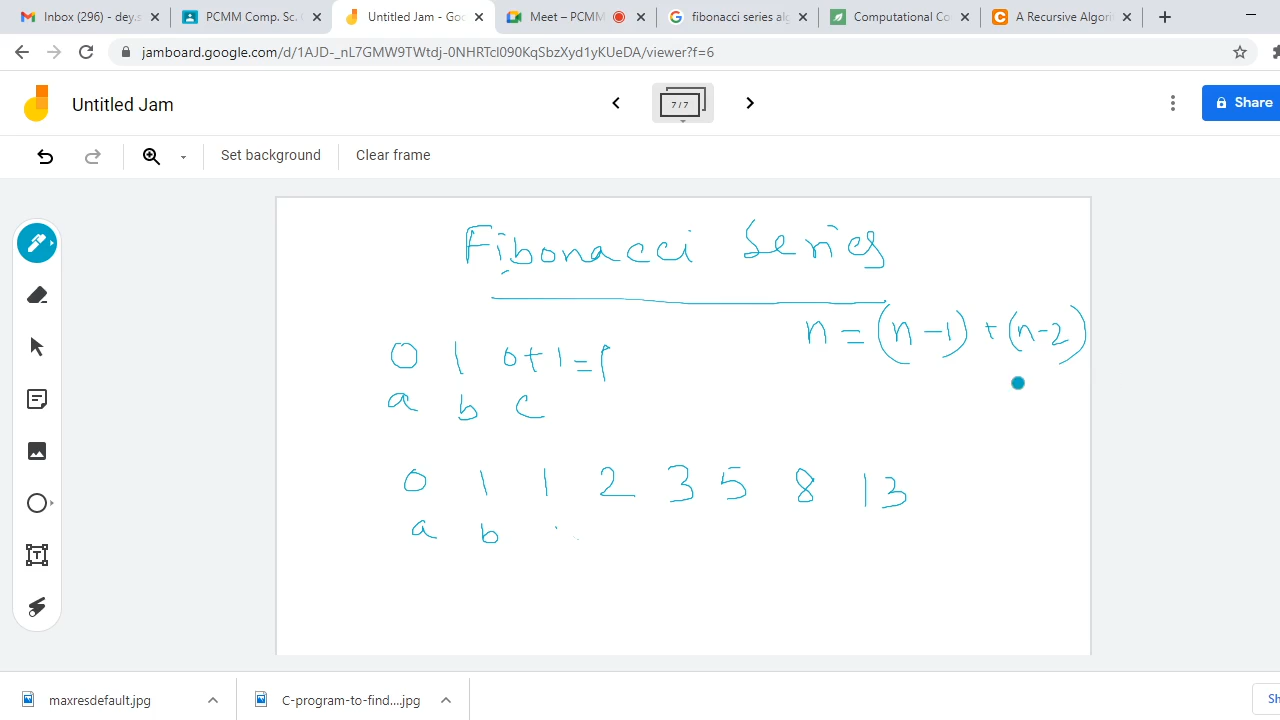 Inbox (296) - dey.s
PCMM Comp. Sc
Untitled Jam - Goo
Meet – PCMM
fibonacci series alg
Computational Co
A Recursive Algorit
jamboard.google.com/d/1AJD-_nL7GMW9TWtdj-0NHRTcl090KqSbzXyd1yKUeDA/viewer?f=6
Untitled Jam
7 / 7
Share
Set background
Clear frame
Fibonacci Series
n = (n-1) + (n-2)
0 1 0+1=1
a b c
0 1 1 2 3 5 8 13
a b
maxresdefault.jpg
C-program-to-find....jpg
Sh